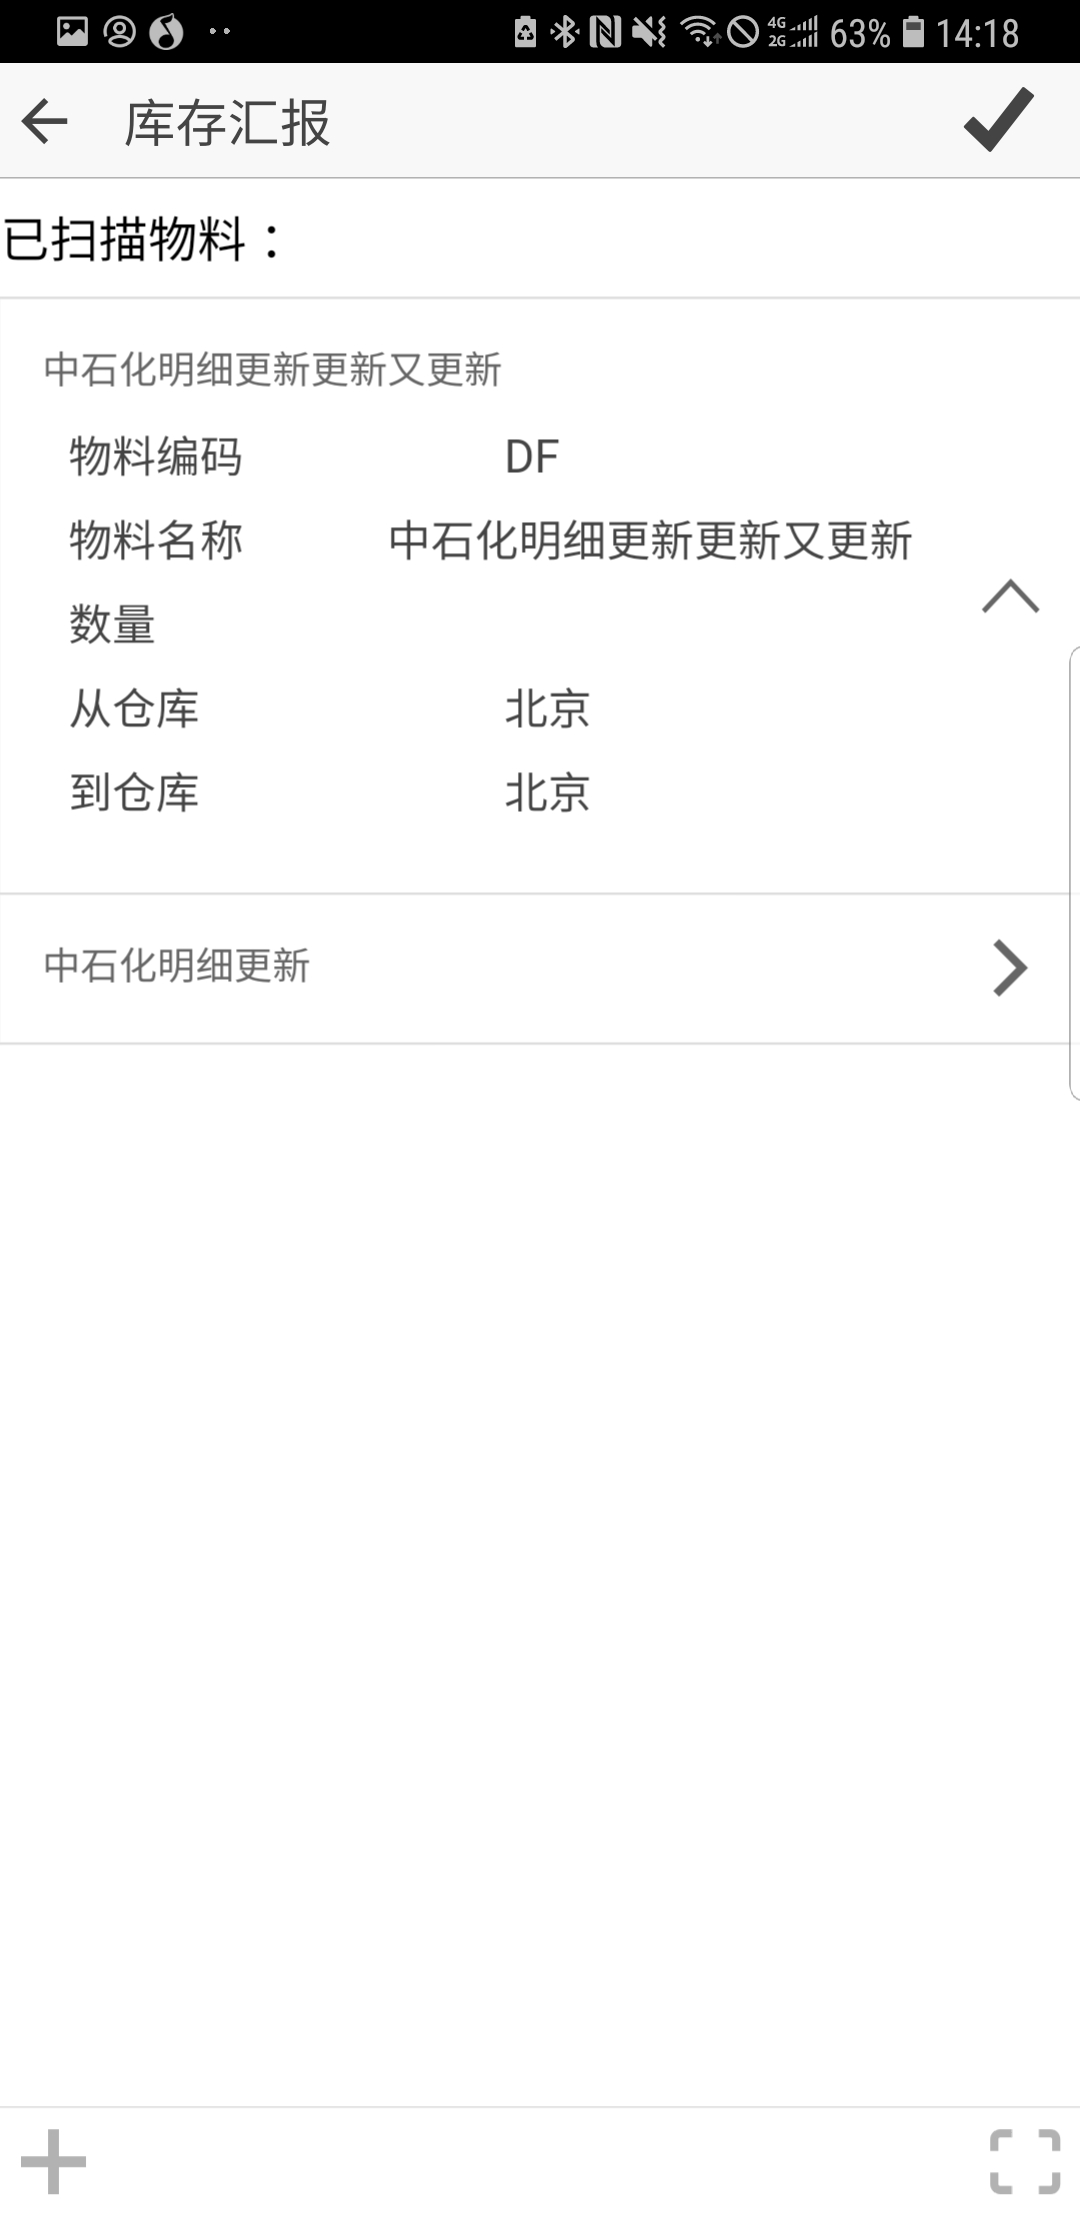 4G 2G 63% 14:18
库存汇报
已扫描物料：
中石化明细更新更新又更新
物料编码 DF
物料名称 中石化明细更新更新又更新
数量
从仓库 北京
到仓库 北京
中石化明细更新